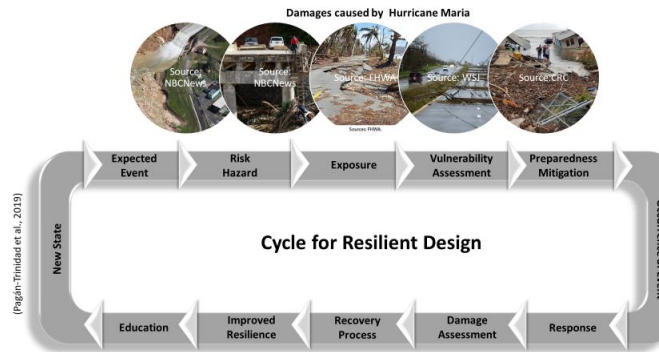 Damages caused by Hurricane Maria
Source:
NBCNews
Source:
NBCNews
Source: FHWA
Source: WSJ
Source:CRC
Sources: FHWA.
Expected
Event
Risk
Hazard
Exposure
Vulnerability
Assessment
Preparedness
Mitigation
(Pagán-Trinidad et al., 2019)
New State
Cycle for Resilient Design
Education
Improved
Resilience
Recovery
Process
Damage
Assessment
Response